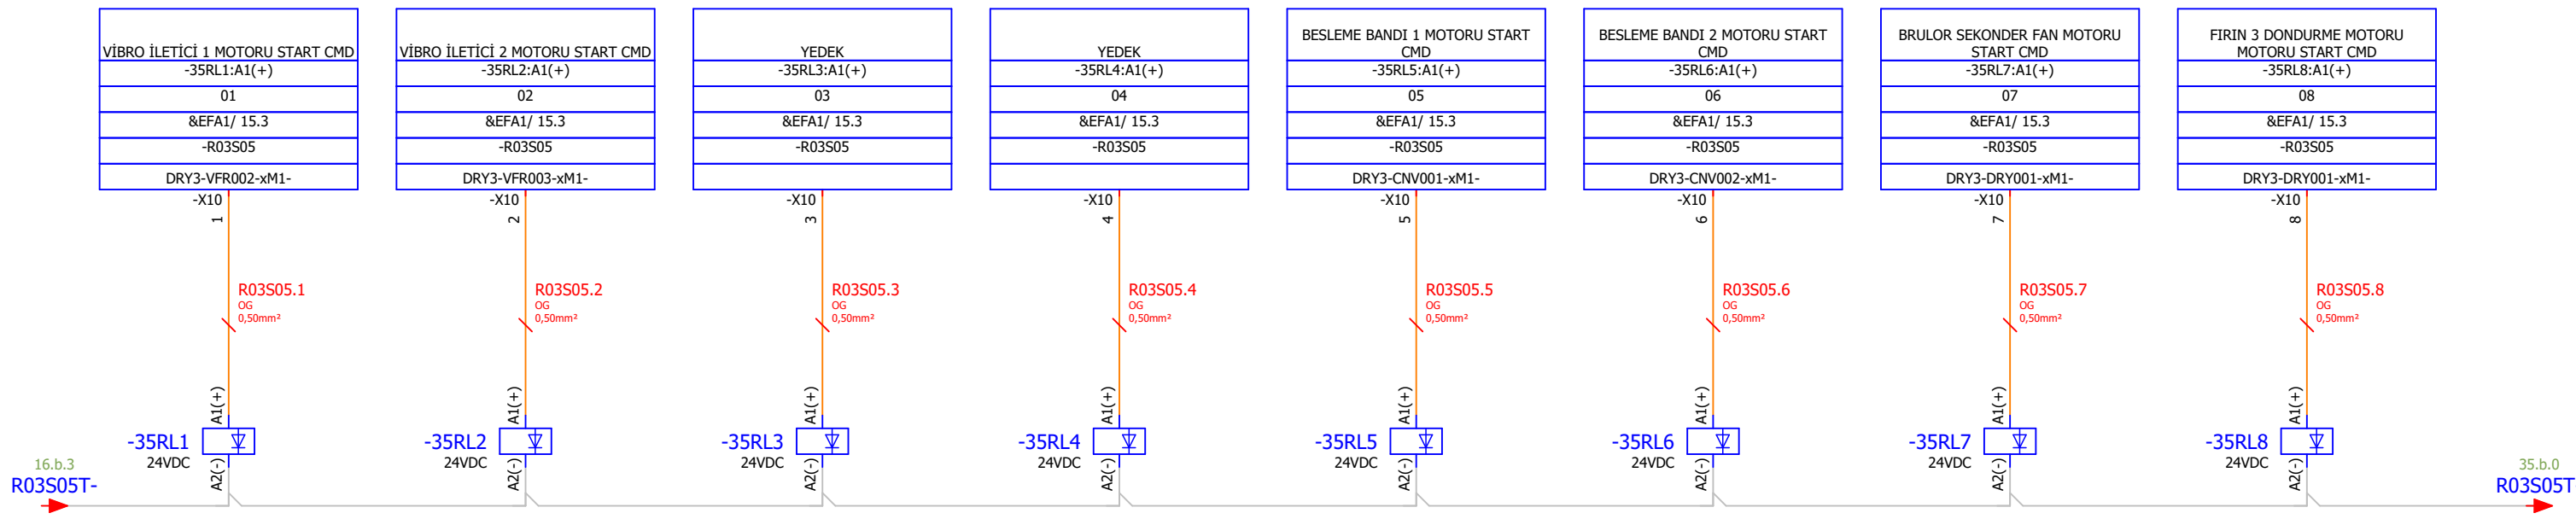 VİBRO İLETİCİ 1 MOTORU START CMD
-35RL1:A1(+)
01
&EFA1/ 15.3
-R03S05
DRY3-VFR002-xM1-
-X10
1
R03S05.1
OG
0,50mm²
A1(+)
-35RL1
24VDC
A2(-)
VİBRO İLETİCİ 2 MOTORU START CMD
-35RL2:A1(+)
02
&EFA1/ 15.3
-R03S05
DRY3-VFR003-xM1-
-X10
2
R03S05.2
OG
0,50mm²
A1(+)
-35RL2
24VDC
A2(-)
YEDEK
-35RL3:A1(+)
03
&EFA1/ 15.3
-R03S05
-X10
3
R03S05.3
OG
0,50mm²
A1(+)
-35RL3
24VDC
A2(-)
YEDEK
-35RL4:A1(+)
04
&EFA1/ 15.3
-R03S05
-X10
4
R03S05.4
OG
0,50mm²
A1(+)
-35RL4
24VDC
A2(-)
BESLEME BANDI 1 MOTORU START
CMD
-35RL5:A1(+)
05
&EFA1/ 15.3
-R03S05
DRY3-CNV001-xM1-
-X10
5
R03S05.5
OG
0,50mm²
A1(+)
-35RL5
24VDC
A2(-)
BESLEME BANDI 2 MOTORU START
CMD
-35RL6:A1(+)
06
&EFA1/ 15.3
-R03S05
DRY3-CNV002-xM1-
-X10
6
R03S05.6
OG
0,50mm²
A1(+)
-35RL6
24VDC
A2(-)
BRULOR SEKONDER FAN MOTORU
START CMD
-35RL7:A1(+)
07
&EFA1/ 15.3
-R03S05
DRY3-DRY001-xM1-
-X10
7
R03S05.7
OG
0,50mm²
A1(+)
-35RL7
24VDC
A2(-)
FIRIN 3 DONDURME MOTORU
MOTORU START CMD
-35RL8:A1(+)
08
&EFA1/ 15.3
-R03S05
DRY3-DRY001-xM1-
-X10
8
R03S05.8
OG
0,50mm²
A1(+)
-35RL8
24VDC
A2(-)
16.b.3
R03S05T-
35.b.0
R03S05T